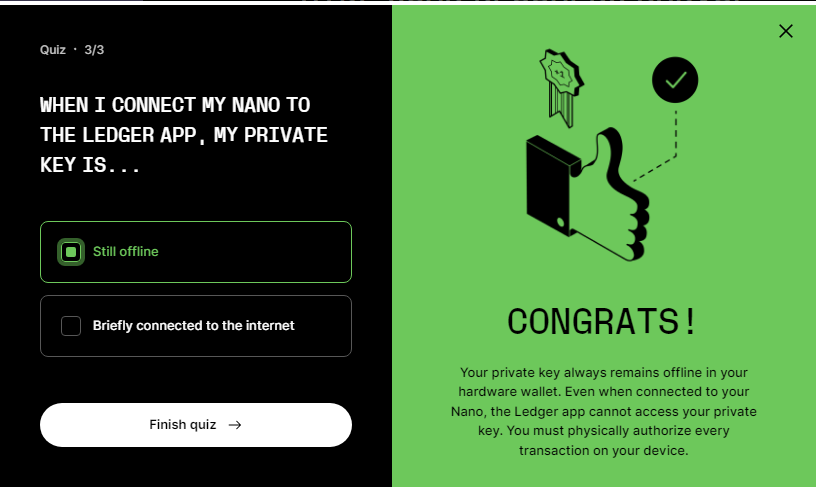 Quiz · 3/3
WHEN I CONNECT MY NANO TO
THE LEDGER APP, MY PRIVATE
KEY IS...
Still offline
Briefly connected to the internet
Finish quiz →
CONGRATS!
Your private key always remains offline in your
hardware wallet. Even when connected to your
Nano, the Ledger app cannot access your private
key. You must physically authorize every
transaction on your device.